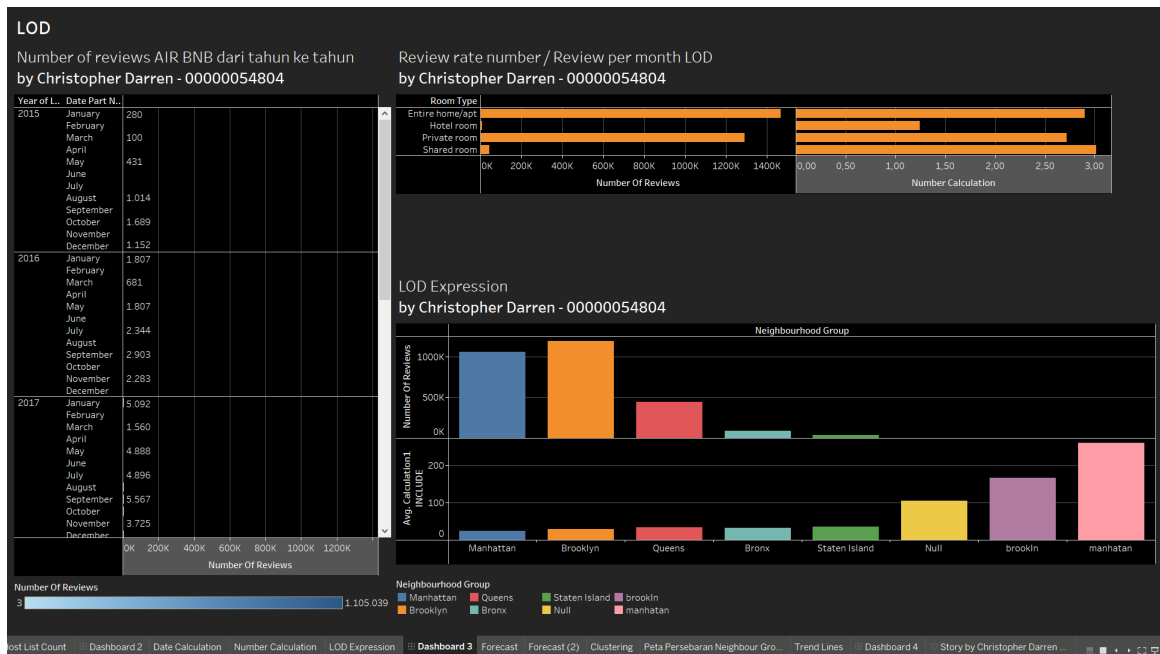 LOD
Number of reviews AIR BNB dari tahun ke tahun
by Christopher Darren - 00000054804
Year of L.. Date Part N..
2015 January 280
February
March 100
April
May 431
June
July
August 1.014
September
October 1.689
November
December 1.152
2016 January 1.807
February
March 681
April
May 1.807
June
July 2.344
August
September 2.903
October
November 2.283
December
2017 January 5.092
February
March 1.560
April
May 4.888
June
July 4.896
August
September 5.567
October
November 3.725
December
0K 200K 400K 600K 800K 1000K 1200K
Number Of Reviews
Number Of Reviews
3 1.105.039
Review rate number / Review per month LOD
by Christopher Darren - 00000054804
Room Type
Entire home/apt
Hotel room
Private room
Shared room
0K 200K 400K 600K 800K 1000K 1200K 1400K 0,00 0,50 1,00 1,50 2,00 2,50 3,00
Number Of Reviews Number Calculation
LOD Expression
by Christopher Darren - 00000054804
Neighbourhood Group
Number Of Reviews
1000K
500K
0K
Avg. Calculation1
INCLUDE
200
100
0
Manhattan Brooklyn Queens Bronx Staten Island Null brookln manhatan
Neighbourhood Group
Manhattan Queens Staten Island brookln
Brooklyn Bronx Null manhatan
List Count Dashboard 2 Date Calculation Number Calculation LOD Expression Dashboard 3 Forecast Forecast (2) Clustering Peta Persebaran Neighbour Gro... Trend Lines Dashboard 4 Story by Christopher Darren ...